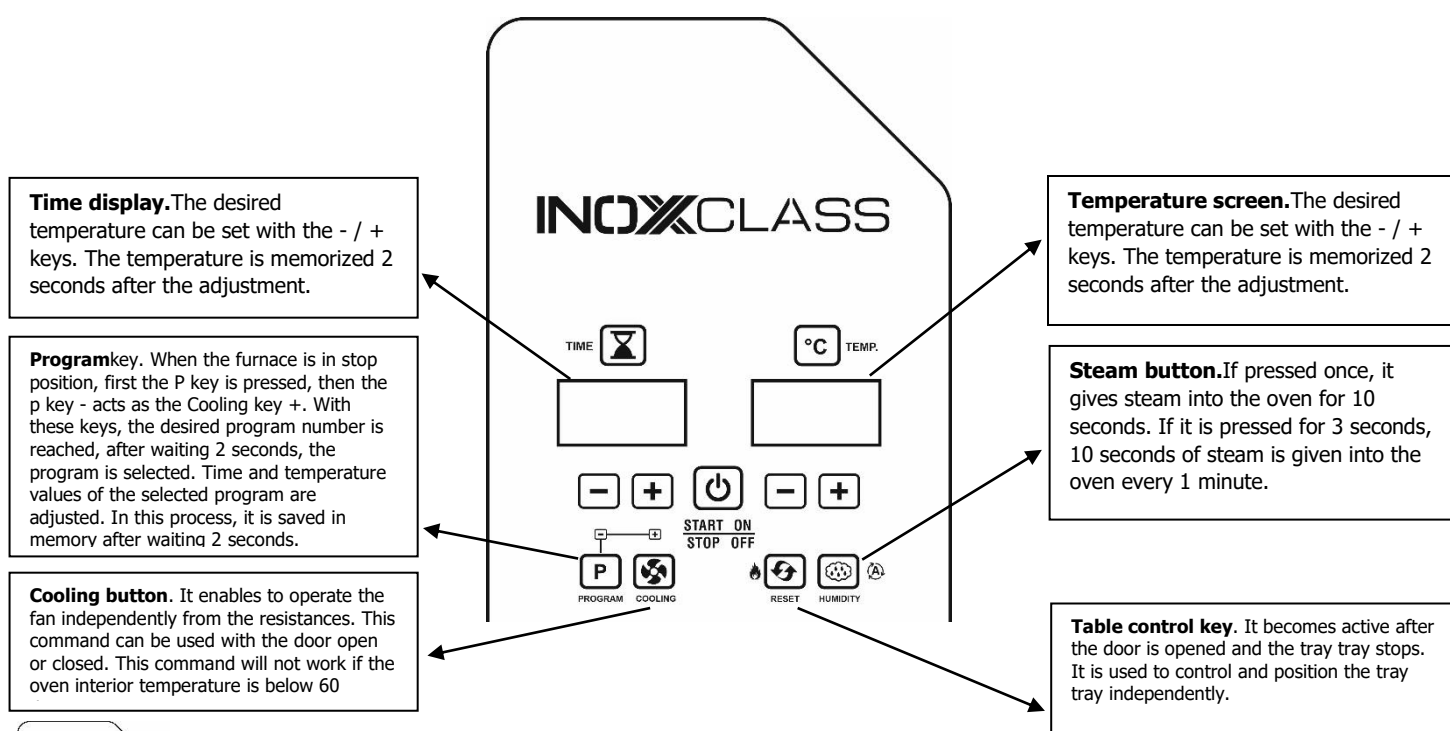 INOXCLASS
Time display.The desired
temperature can be set with the - / +
keys. The temperature is memorized 2
seconds after the adjustment.
Temperature screen.The desired
temperature can be set with the - / +
keys. The temperature is memorized 2
seconds after the adjustment.
TIME
°C TEMP.
Programkey. When the furnace is in stop
position, first the P key is pressed, then the
p key - acts as the Cooling key +. With
these keys, the desired program number is
reached, after waiting 2 seconds, the
program is selected. Time and temperature
values of the selected program are
adjusted. In this process, it is saved in
memory after waiting 2 seconds.
Steam button.If pressed once, it
gives steam into the oven for 10
seconds. If it is pressed for 3 seconds,
10 seconds of steam is given into the
oven every 1 minute.
- + - +
START ON
STOP OFF
- +
P A
PROGRAM COOLING RESET HUMIDITY
Cooling button. It enables to operate the
fan independently from the resistances. This
command can be used with the door open
or closed. This command will not work if the
oven interior temperature is below 60
Table control key. It becomes active after
the door is opened and the tray tray stops.
It is used to control and position the tray
tray independently.